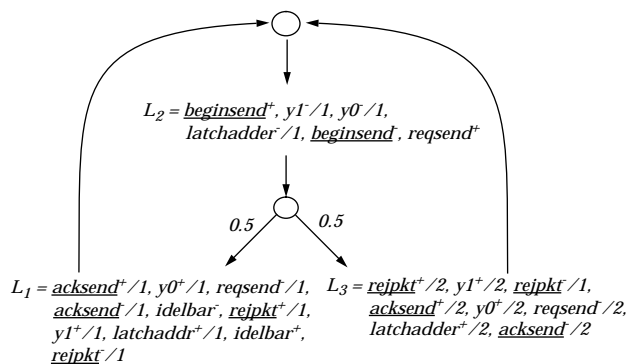 L2 = beginsend+, y1-/1, y0-/1,
latchadder-/1, beginsend-, reqsend+
0.5 0.5
L1 = acksend+/1, y0+/1, reqsend-/1,
acksend-/1, idelbar-, rejpkt+/1,
y1+/1, latchaddr+/1, idelbar+,
rejpkt-/1
L3 = rejpkt+/2, y1+/2, rejpkt-/1,
acksend+/2, y0+/2, reqsend-/2,
latchadder+/2, acksend-/2